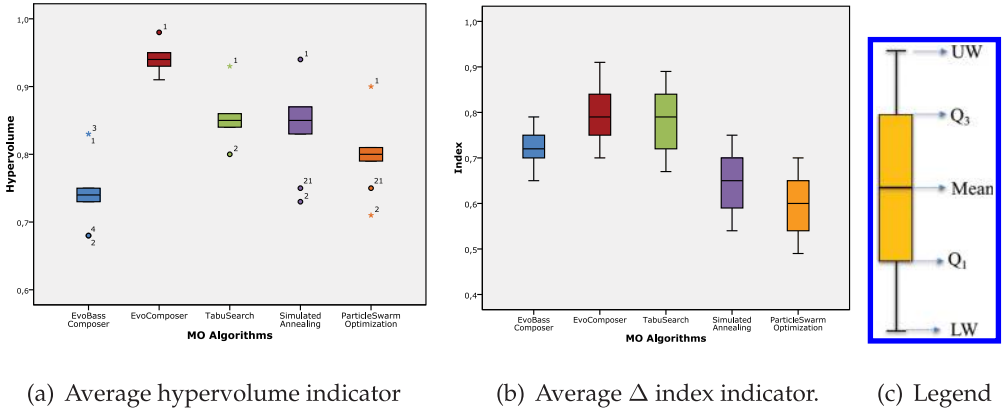 1,0
0,9
0,8
0,7
0,6
Hypervolume
3
1
4
2
1
1
2
1
21
2
1
21
2
EvoBass
Composer
EvoComposer
TabuSearch
Simulated
Annealing
ParticleSwarm
Optimization
MO Algorithms
1,0
0,9
0,8
0,7
0,6
0,5
0,4
Index
EvoBass
Composer
EvoComposer
TabuSearch
Simulated
Annealing
ParticleSwarm
Optimization
MO Algorithms
UW
Q3
Mean
Q1
LW
(a) Average hypervolume indicator
(b) Average Δ index indicator.
(c) Legend